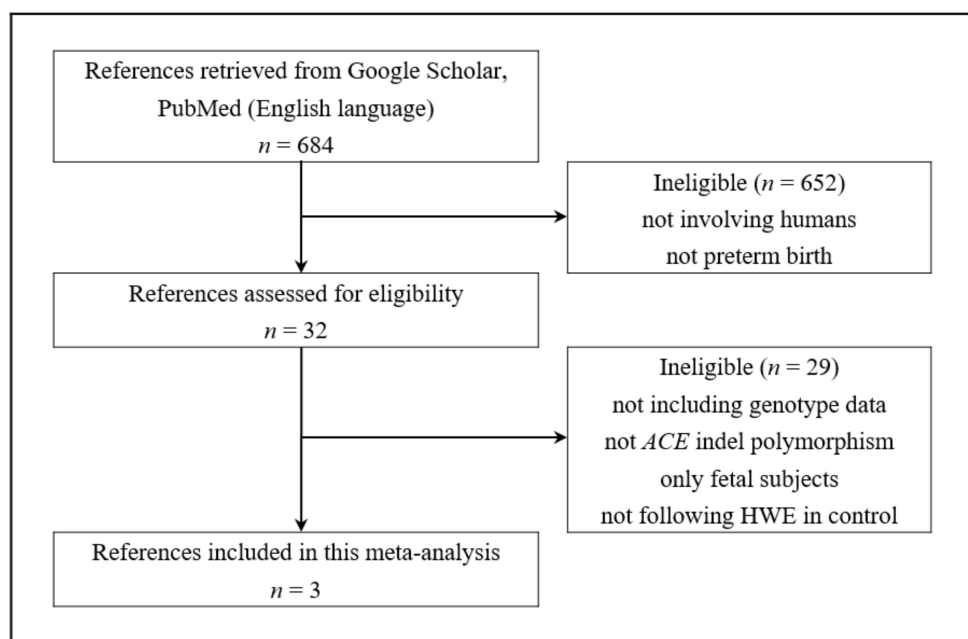 References retrieved from Google Scholar,
PubMed (English language)
n = 684
Ineligible (n = 652)
not involving humans
not preterm birth
References assessed for eligibility
n = 32
Ineligible (n = 29)
not including genotype data
not ACE indel polymorphism
only fetal subjects
not following HWE in control
References included in this meta-analysis
n = 3